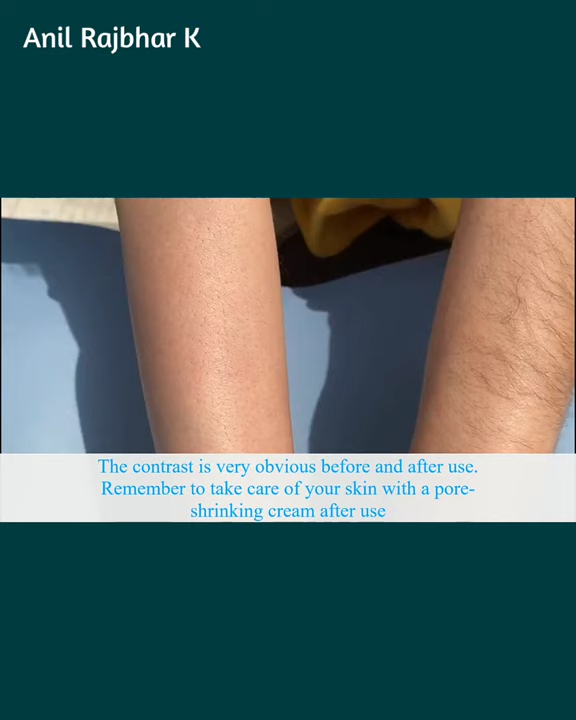 Anil Rajbhar K
The contrast is very obvious before and after use.
Remember to take care of your skin with a pore-
shrinking cream after use